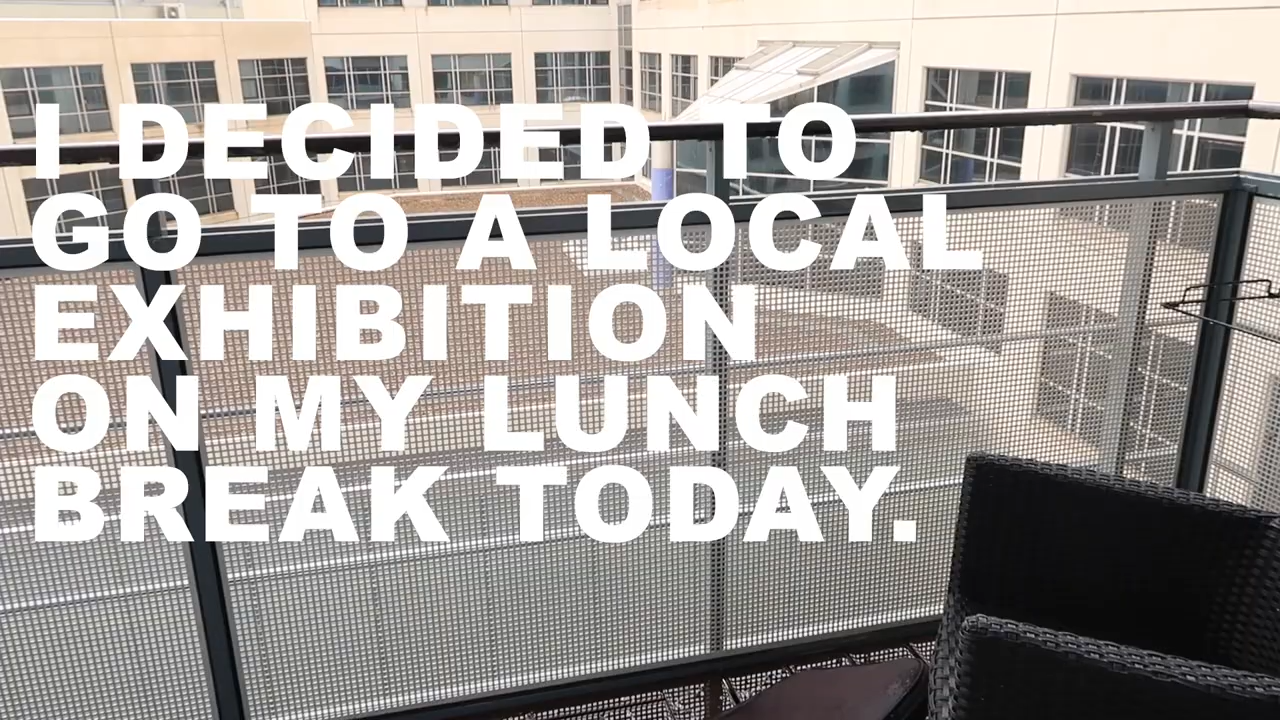 I DECIDED TO
GO TO A LOCAL
EXHIBITION
ON MY LUNCH
BREAK TODAY.